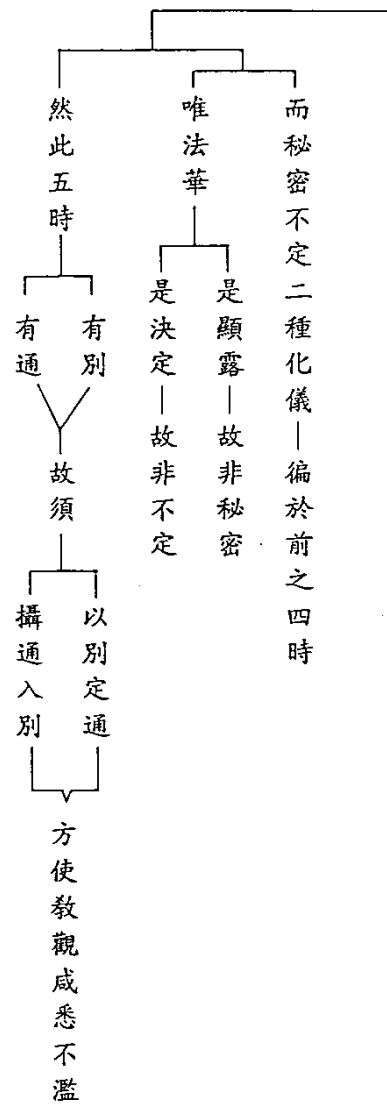 而秘密不定二種化儀—徧於前之四時
唯法華
是顯露—故非秘密
是決定—故非不定
然此五時
有別
有通
故須
以別定通
攝通入別
方使教觀咸悉不濫